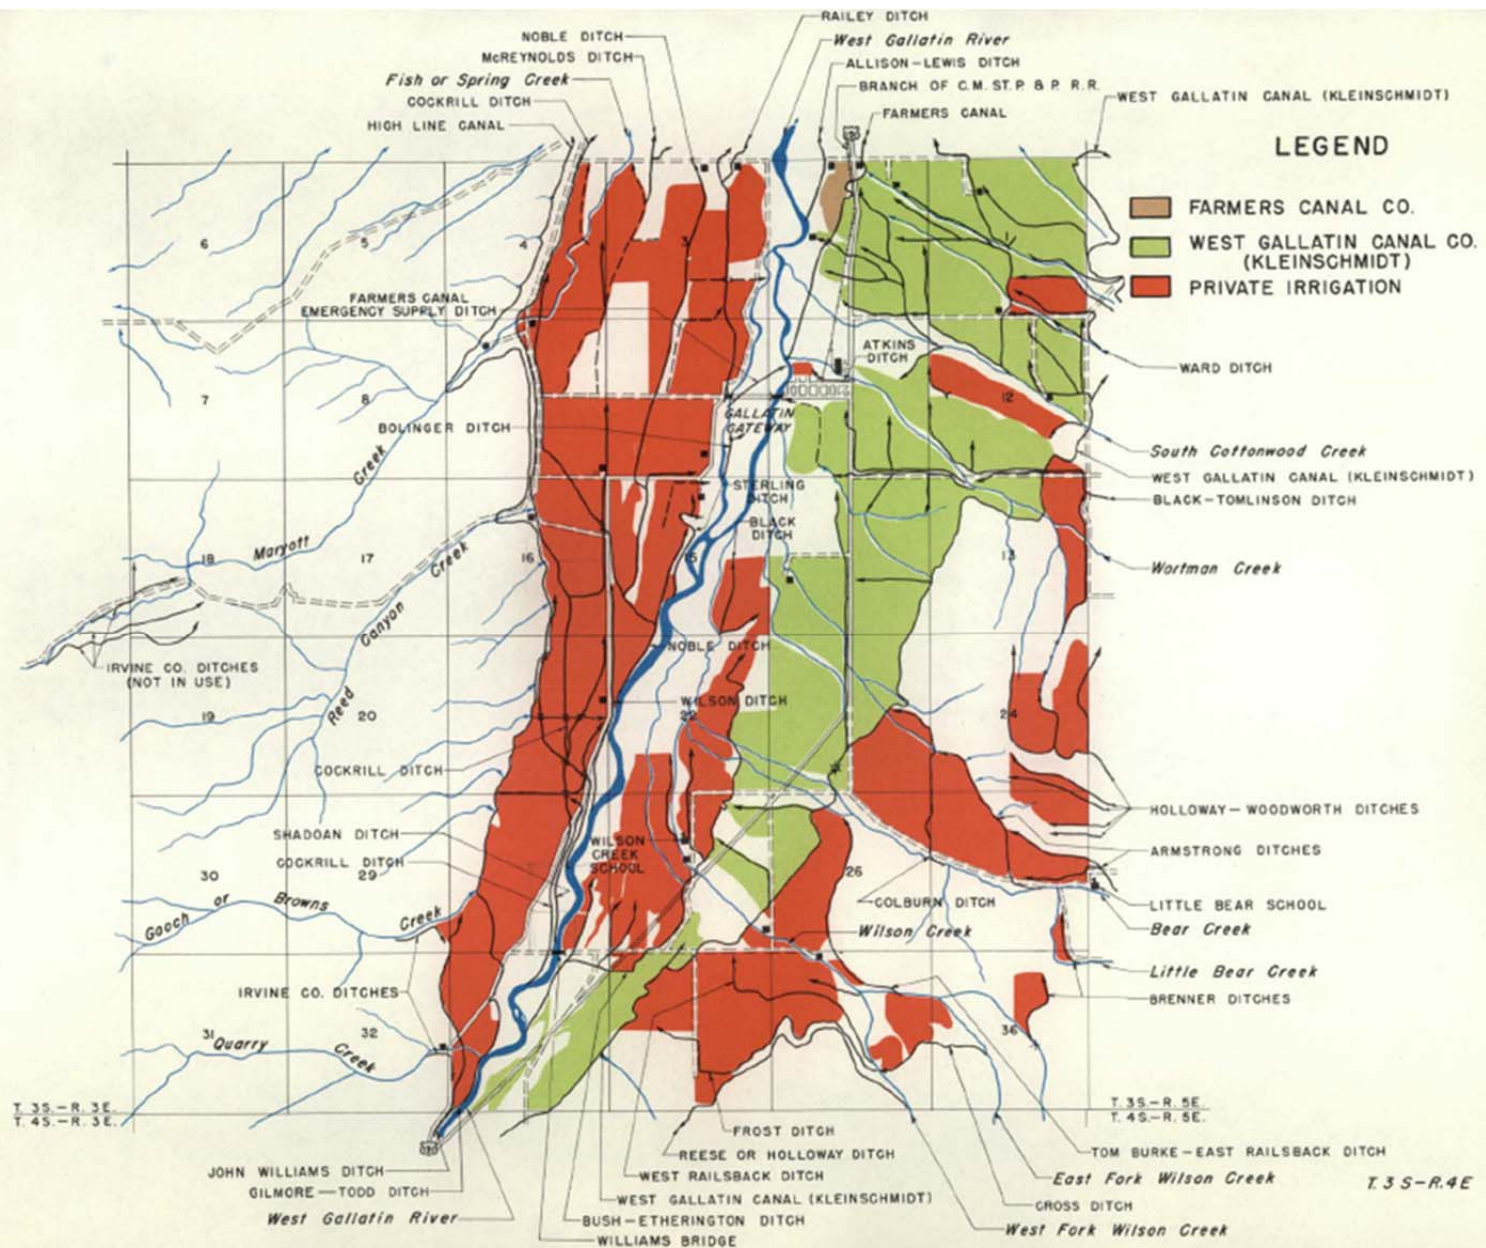 RAILEY DITCH
NOBLE DITCH
West Gallatin River
McREYNOLDS DITCH
ALLISON-LEWIS DITCH
Fish or Spring Creek
BRANCH OF C.M. ST. P. & P. R.R.
WEST GALLATIN CANAL (KLEINSCHMIDT)
COCKRILL DITCH
FARMERS CANAL
HIGH LINE CANAL
LEGEND
FARMERS CANAL CO.
WEST GALLATIN CANAL CO.
(KLEINSCHMIDT)
PRIVATE IRRIGATION
6
5
4
3
1
FARMERS CANAL
EMERGENCY SUPPLY DITCH
ATKINS
DITCH
WARD DITCH
7
8
12
GALLATIN
GATEWAY
BOLINGER DITCH
South Cottonwood Creek
WEST GALLATIN CANAL (KLEINSCHMIDT)
STERLING
DITCH
BLACK-TOMLINSON DITCH
BLACK
DITCH
Maryott Creek
18
17
16
15
13
Wortman Creek
Reed Canyon Creek
NOBLE DITCH
IRVINE CO. DITCHES
(NOT IN USE)
WILSON DITCH
19
20
22
24
COCKRILL DITCH
HOLLOWAY-WOODWORTH DITCHES
SHADOAN DITCH
WILSON
CREEK
SCHOOL
ARMSTRONG DITCHES
COCKRILL DITCH
30
29
26
Gooch or Browns Creek
COLBURN DITCH
LITTLE BEAR SCHOOL
Wilson Creek
Bear Creek
Little Bear Creek
IRVINE CO. DITCHES
BRENNER DITCHES
31
32
36
Quarry Creek
T. 3S.-R. 3E.
T. 4S.-R. 3E.
T. 3S.-R. 5E.
T. 4S.-R. 5E.
FROST DITCH
REESE OR HOLLOWAY DITCH
TOM BURKE-EAST RAILSBACK DITCH
JOHN WILLIAMS DITCH
WEST RAILSBACK DITCH
East Fork Wilson Creek
T. 3 S-R. 4 E
GILMORE-TODD DITCH
WEST GALLATIN CANAL (KLEINSCHMIDT)
CROSS DITCH
West Gallatin River
BUSH-ETHERINGTON DITCH
West Fork Wilson Creek
WILLIAMS BRIDGE